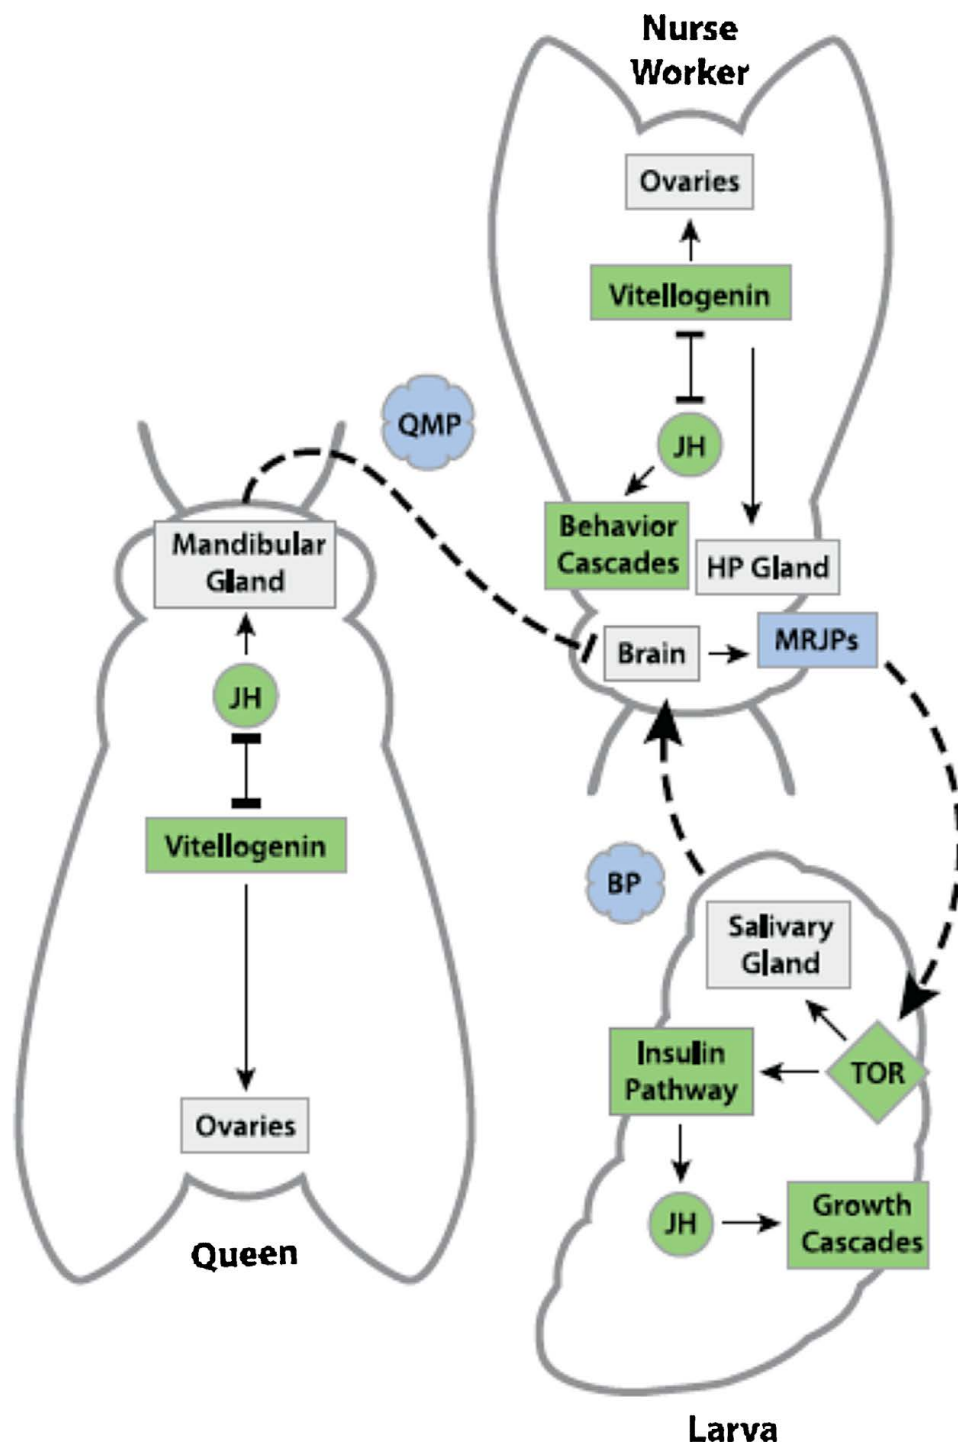 Nurse
Worker
Ovaries
Vitellogenin
QMP
JH
Behavior
Cascades
HP Gland
Brain
MRJPs
Mandibular
Gland
JH
Vitellogenin
Ovaries
Queen
BP
Salivary
Gland
Insulin
Pathway
TOR
JH
Growth
Cascades
Larva